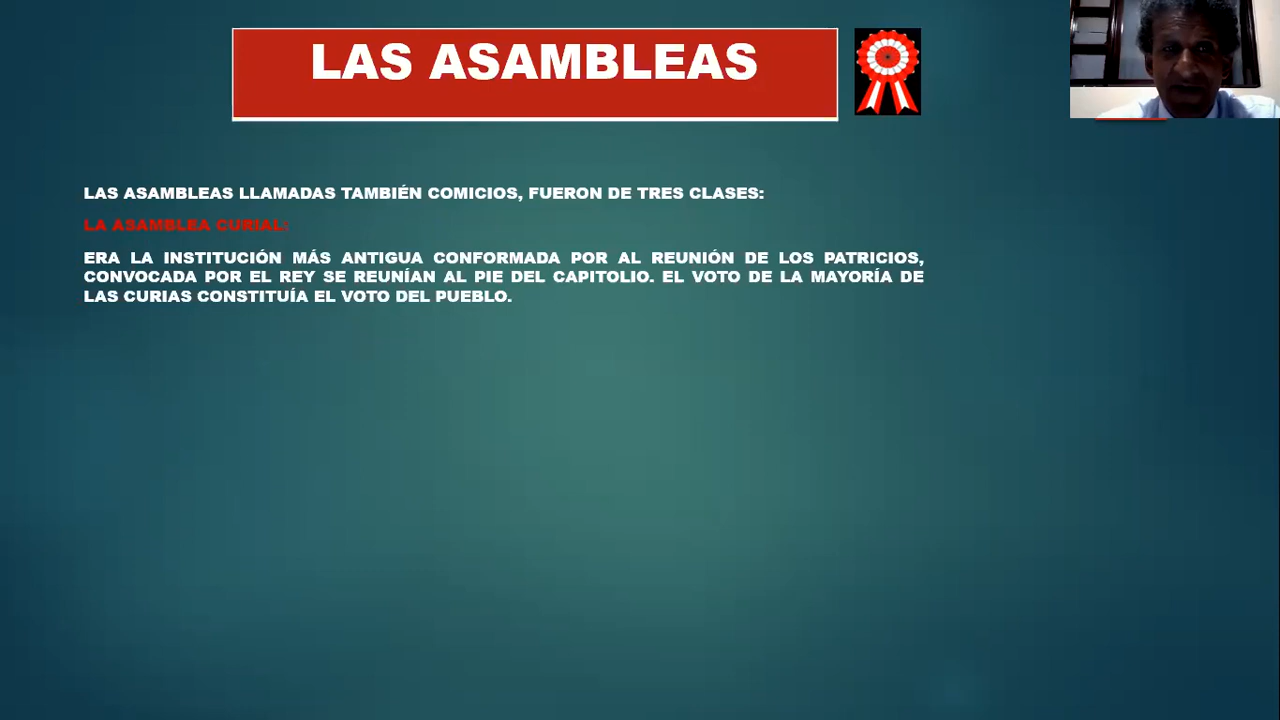 LAS ASAMBLEAS
LAS ASAMBLEAS LLAMADAS TAMBIÉN COMICIOS, FUERON DE TRES CLASES:
LA ASAMBLEA CURIAL:
ERA LA INSTITUCIÓN MÁS ANTIGUA CONFORMADA POR AL REUNIÓN DE LOS PATRICIOS,
CONVOCADA POR EL REY SE REUNÍAN AL PIE DEL CAPITOLIO. EL VOTO DE LA MAYORÍA DE
LAS CURIAS CONSTITUÍA EL VOTO DEL PUEBLO.